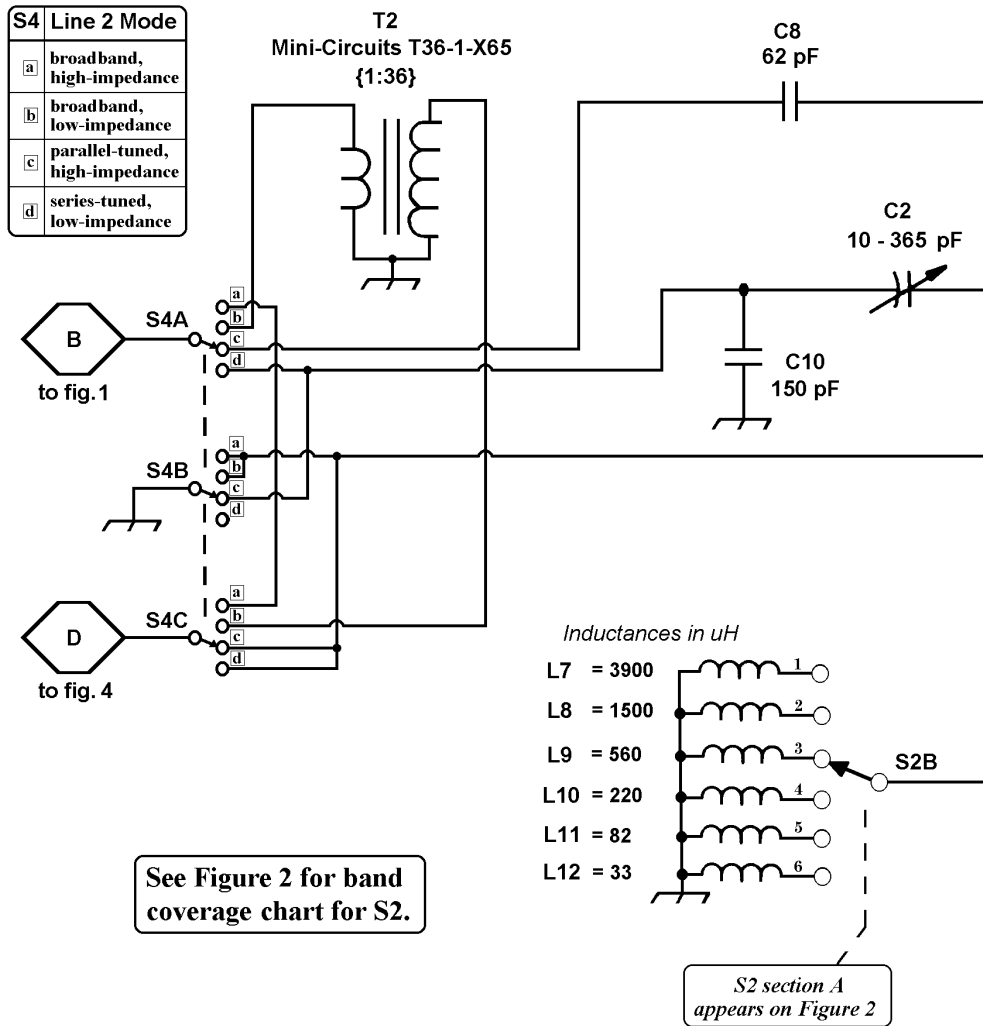 S4 Line 2 Mode
a broadband,
high-impedance
b broadband,
low-impedance
c parallel-tuned,
high-impedance
d series-tuned,
low-impedance
T2
Mini-Circuits T36-1-X65
{1:36}
C8
62 pF
C2
10 - 365 pF
C10
150 pF
B
to fig. 1
S4A
a
b
c
d
S4B
a
b
c
d
D
to fig. 4
S4C
a
b
c
d
Inductances in uH
L7 = 3900
L8 = 1500
L9 = 560
L10 = 220
L11 = 82
L12 = 33
1
2
3
4
5
6
S2B
See Figure 2 for band
coverage chart for S2.
S2 section A
appears on Figure 2